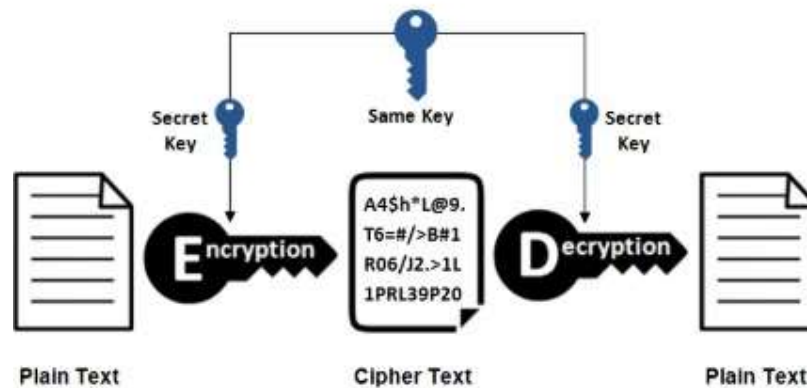 Same Key
Secret
Key
Secret
Key
Encryption
A4$h*L@9.
T6=#/>B#1
R06/J2.>1L
1PRL39P20
Decryption
Plain Text
Cipher Text
Plain Text